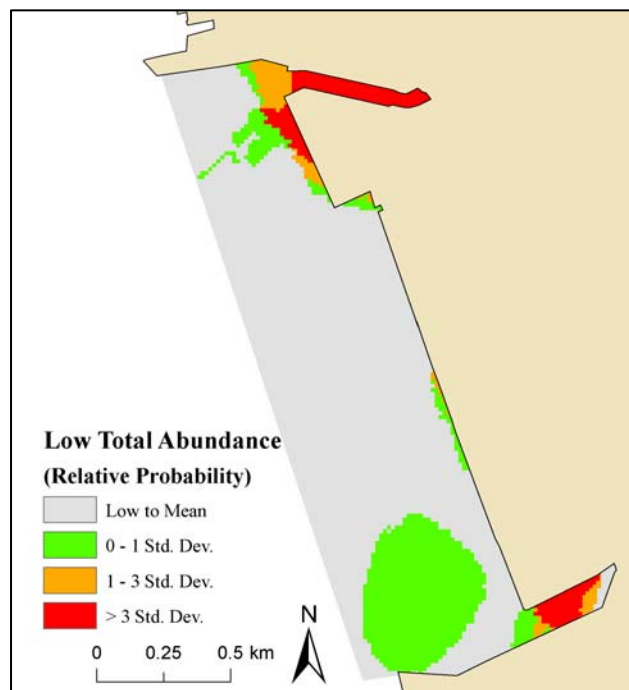 Low Total Abundance
(Relative Probability)
Low to Mean
0 - 1 Std. Dev.
1 - 3 Std. Dev.
> 3 Std. Dev.
N
0 0.25 0.5 km